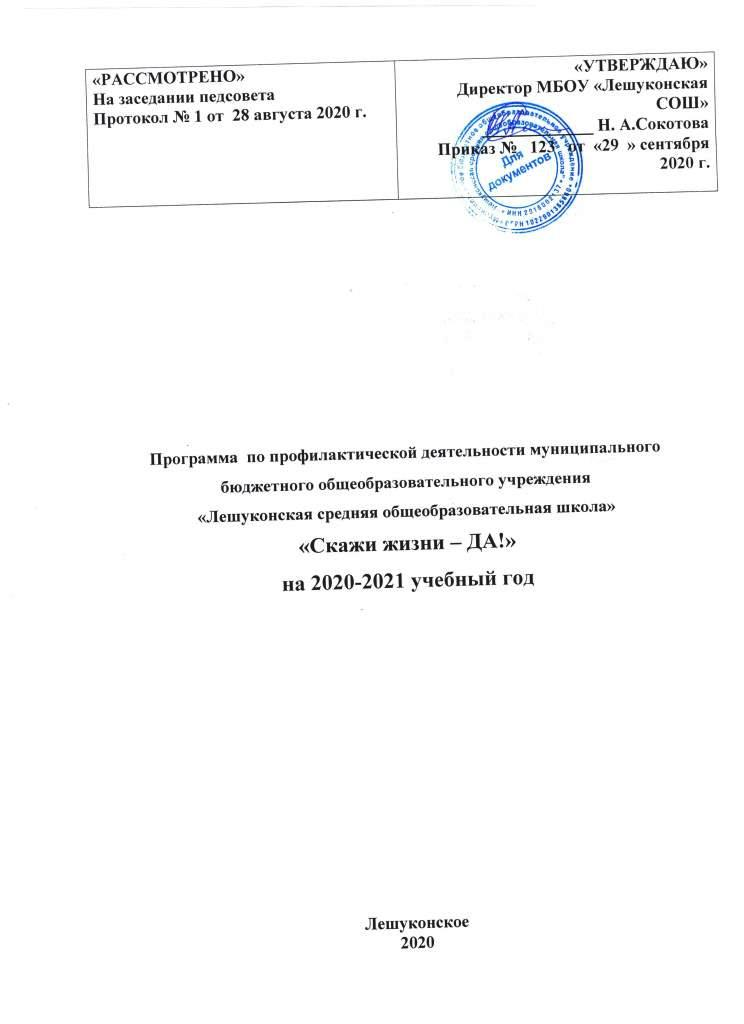 «РАССМОТРЕНО»
На заседании педсовета
Протокол № 1 от 28 августа 2020 г.
«УТВЕРЖДАЮ»
Директор МБОУ «Лешуконская
СОШ»
Н. А.Сокотова
Приказ № 123 от «29 » сентября
2020 г.
Для
документов
Программа по профилактической деятельности муниципального
бюджетного общеобразовательного учреждения
«Лешуконская средняя общеобразовательная школа»
«Скажи жизни – ДА!»
на 2020-2021 учебный год
Лешуконское
2020